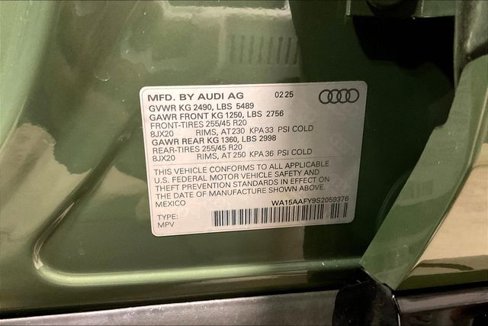 MFD. BY AUDI AG 02/25
GVWR KG 2490, LBS 5489
GAWR FRONT KG 1250, LBS 2756
FRONT-TIRES 255/45 R20
8JX20 RIMS, AT 230 KPA 33 PSI COLD
GAWR REAR KG 1360, LBS 2998
REAR-TIRES 255/45 R20
8JX20 RIMS, AT 250 KPA 36 PSI COLD
THIS VEHICLE CONFORMS TO ALL APPLICABLE
U.S. FEDERAL MOTOR VEHICLE SAFETY AND
THEFT PREVENTION STANDARDS IN EFFECT ON
THE DATE OF MANUFACTURE SHOWN ABOVE
MEXICO
WA15AAFY9S2059376
TYPE:
MPV